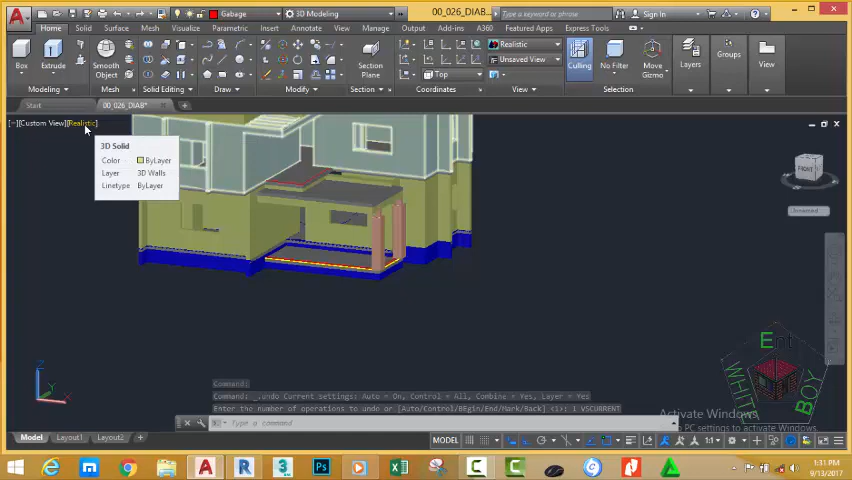 Gabage
3D Modeling
00_026_DIAB*
Type a keyword or phrase
Sign In
Home
Solid
Surface
Mesh
Visualize
Parametric
Insert
Annotate
View
Manage
Output
Add-ins
A360
Express Tools
Featured Apps
Box
Extrude
Smooth
Object
Section
Plane
Realistic
Unsaved View
Top
Culling
No Filter
Move
Gizmo
Layers
Groups
View
Modeling
Mesh
Solid Editing
Draw
Modify
Section
Coordinates
View
Selection
Start
00_026_DIAB*
[−][Custom View][Realistic]
3D Solid
Color ByLayer
Layer 3D Walls
Linetype ByLayer
FRONT
Unnamed
Z
Y
X
Command:
Command: _.undo Current settings: Auto = On, Control = All, Combine = Yes, Layer = Yes
Enter the number of operations to undo or [Auto/Control/BEgin/End/Mark/Back] <1>: 1 VSCURRENT
Type a command
Ert
WHITE
BOY
Activate Windows
PC settings to activate Windows.
Model
Layout1
Layout2
MODEL
1:1
1:31 PM
9/13/2017